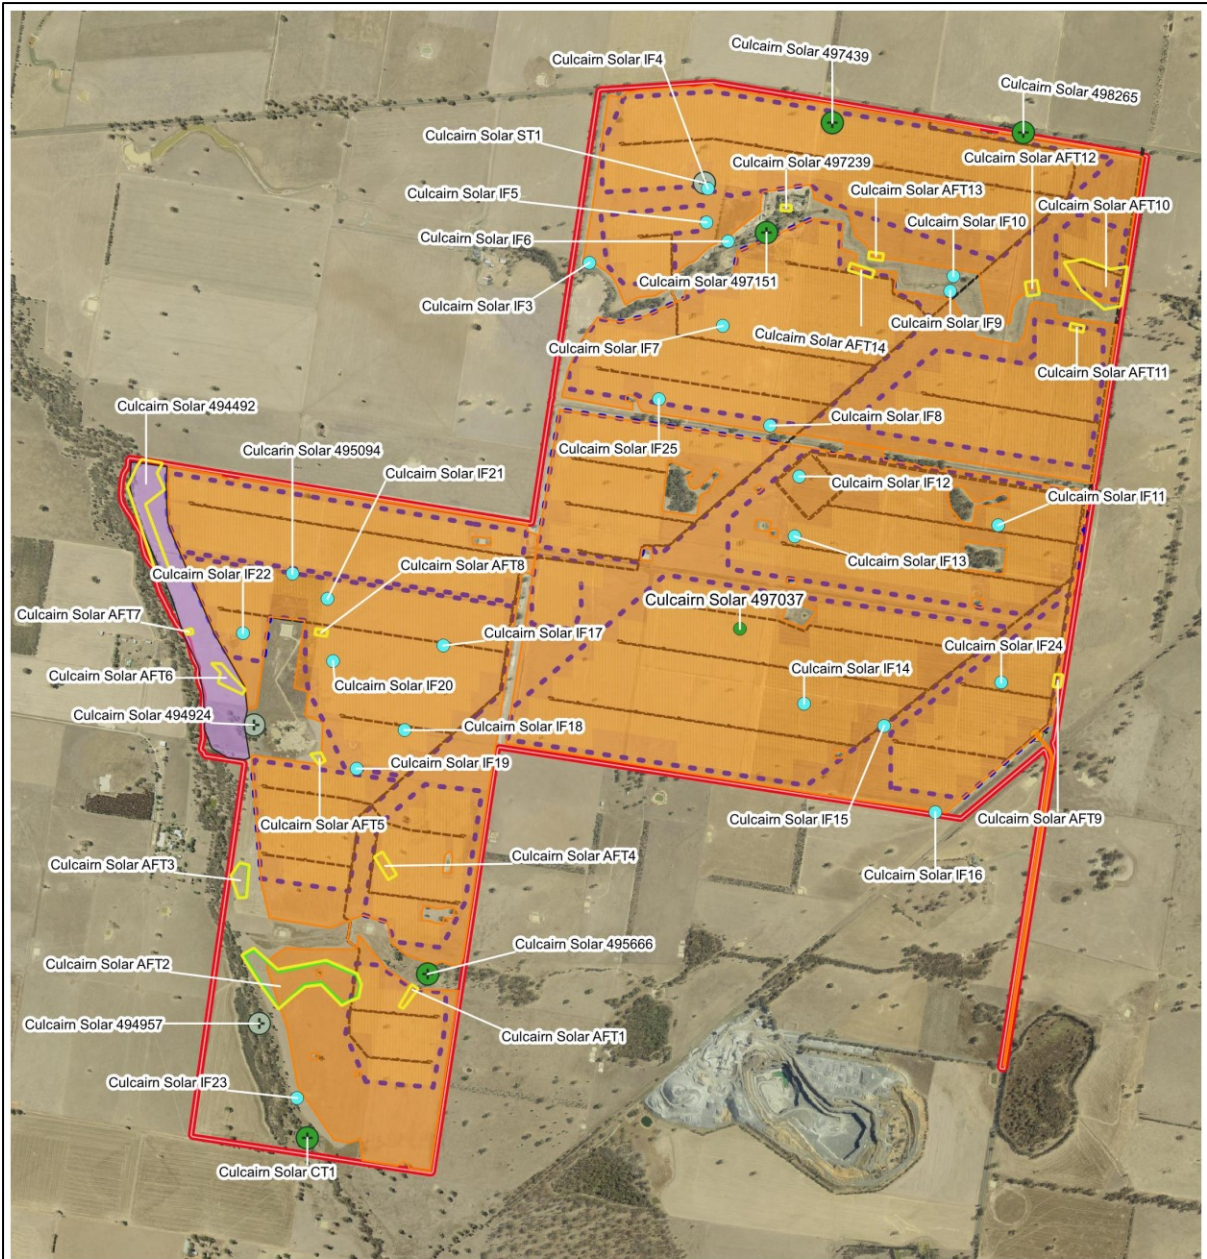 Culcairn Solar 497439
Culcairn Solar IF4
Culcairn Solar 498265
Culcairn Solar ST1
Culcairn Solar 497239
Culcairn Solar AFT12
Culcairn Solar IF5
Culcairn Solar AFT13
Culcairn Solar AFT10
Culcairn Solar IF10
Culcairn Solar IF6
Culcairn Solar 497151
Culcairn Solar IF3
Culcairn Solar IF9
Culcairn Solar AFT14
Culcairn Solar IF7
Culcairn Solar AFT11
Culcairn Solar 494492
Culcairn Solar IF8
Culcarin Solar 495094
Culcairn Solar IF25
Culcairn Solar IF21
Culcairn Solar IF12
Culcairn Solar IF11
Culcairn Solar IF13
Culcairn Solar AFT8
Culcairn Solar IF22
Culcairn Solar 497037
Culcairn Solar AFT7
Culcairn Solar IF17
Culcairn Solar IF24
Culcairn Solar AFT6
Culcairn Solar IF20
Culcairn Solar IF14
Culcairn Solar 494924
Culcairn Solar IF18
Culcairn Solar IF19
Culcairn Solar IF15
Culcairn Solar AFT9
Culcairn Solar AFT5
Culcairn Solar AFT3
Culcairn Solar AFT4
Culcairn Solar IF16
Culcairn Solar 495666
Culcairn Solar AFT2
Culcairn Solar 494957
Culcairn Solar AFT1
Culcairn Solar IF23
Culcairn Solar CT1